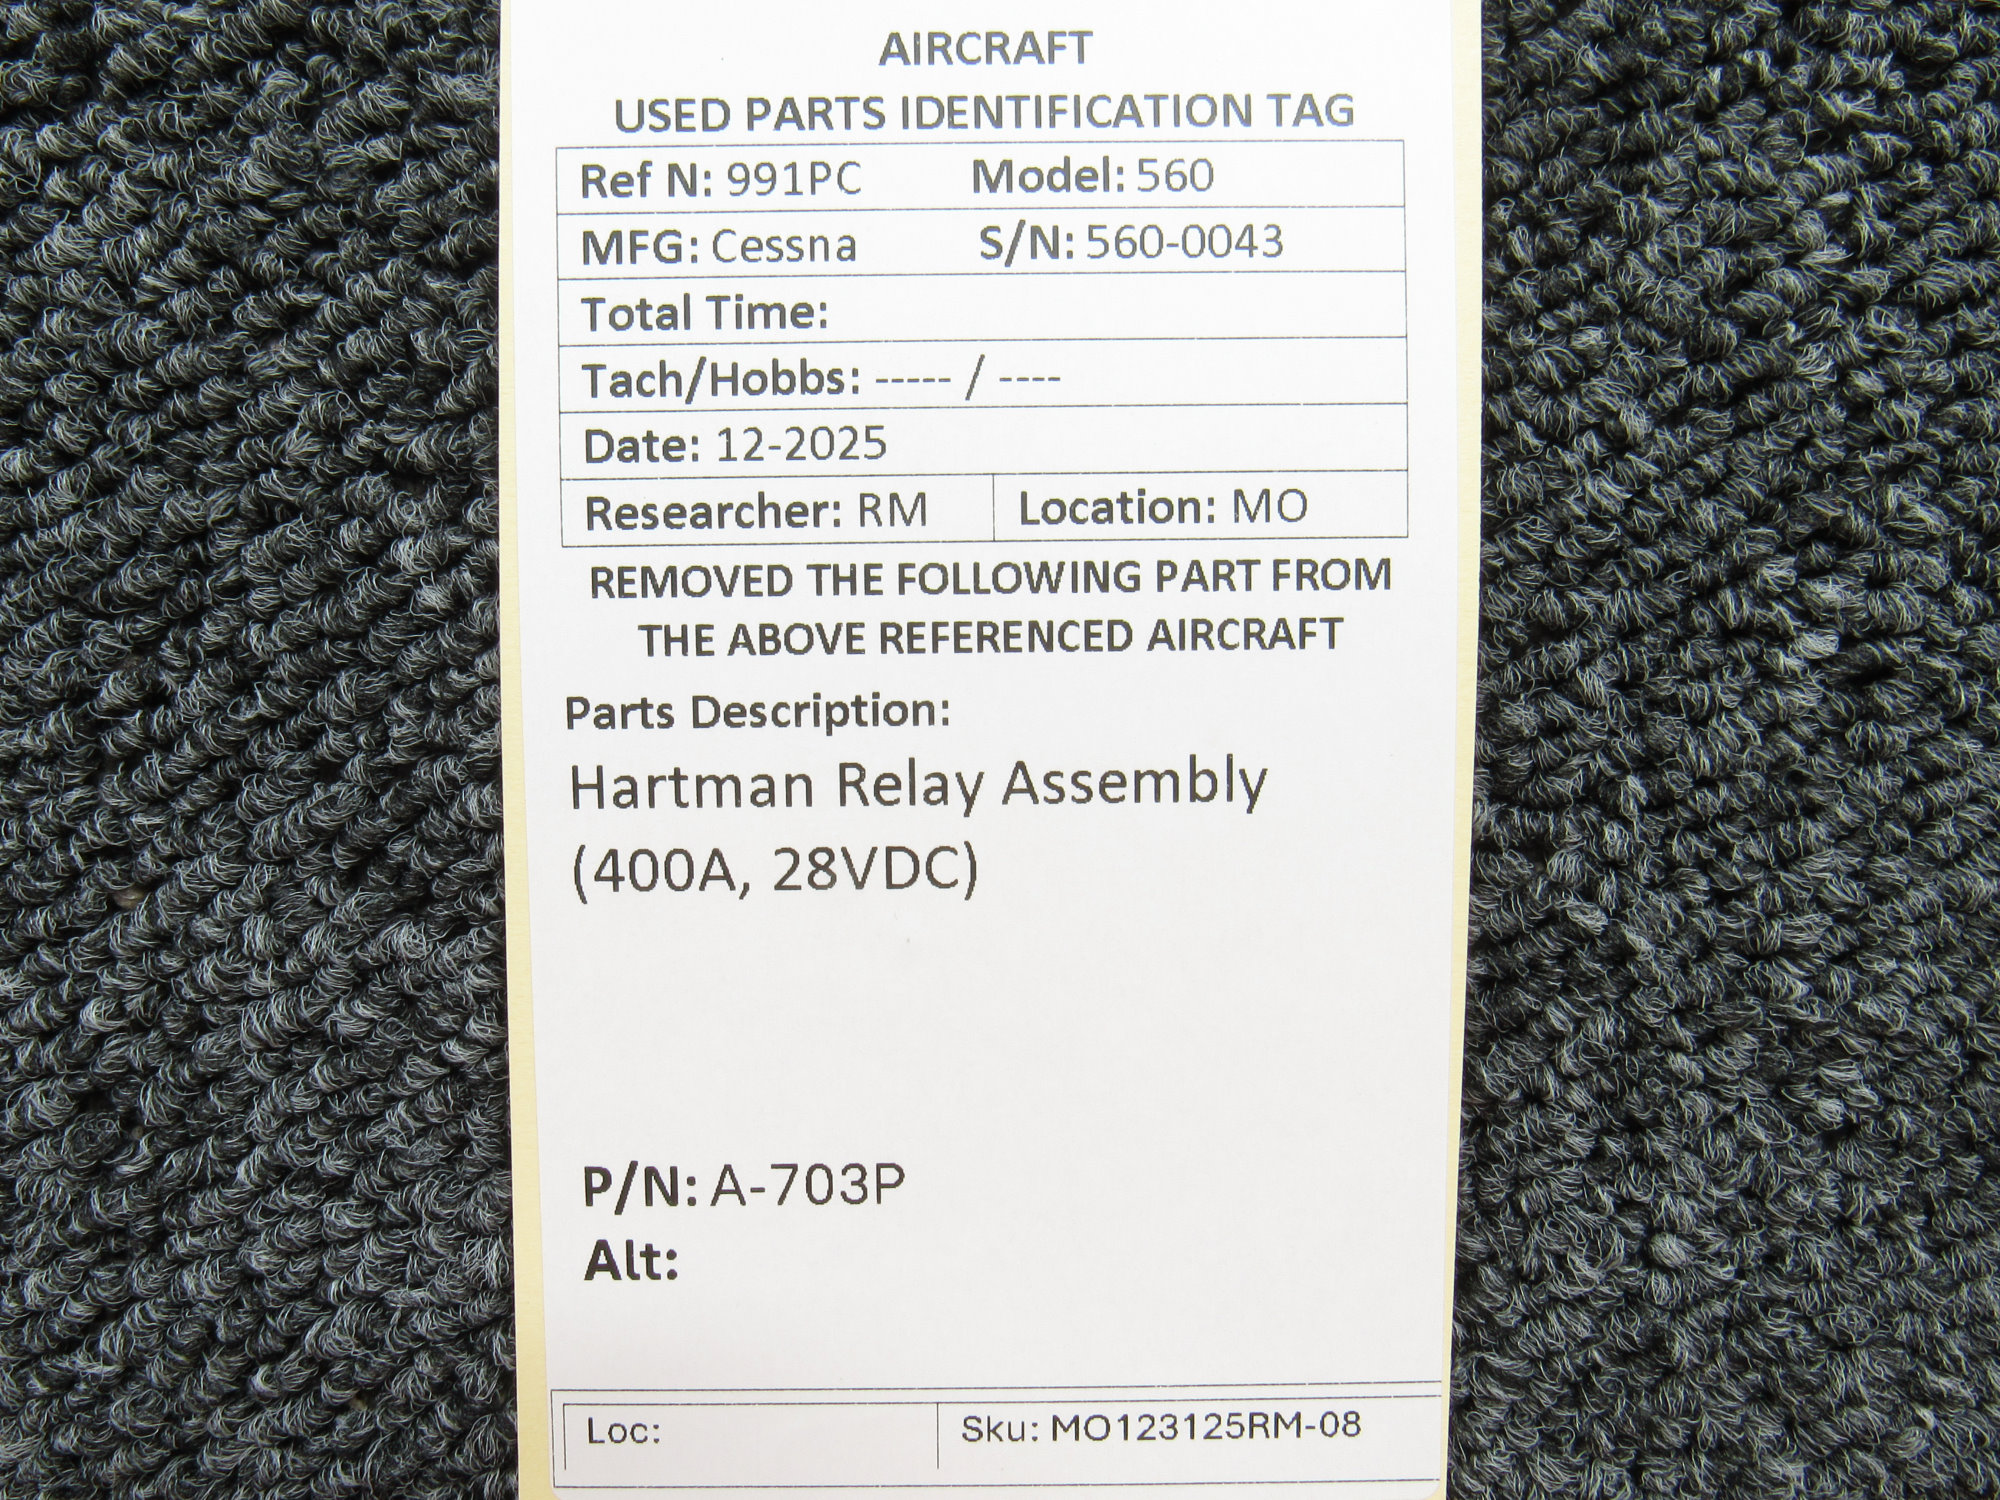 AIRCRAFT
USED PARTS IDENTIFICATION TAG
Ref N: 991PC Model: 560
MFG: Cessna S/N: 560-0043
Total Time:
Tach/Hobbs: ----- / ----
Date: 12-2025
Researcher: RM Location: MO
REMOVED THE FOLLOWING PART FROM
THE ABOVE REFERENCED AIRCRAFT
Parts Description:
Hartman Relay Assembly
(400A, 28VDC)
P/N: A-703P
Alt:
Loc: Sku: MO123125RM-08